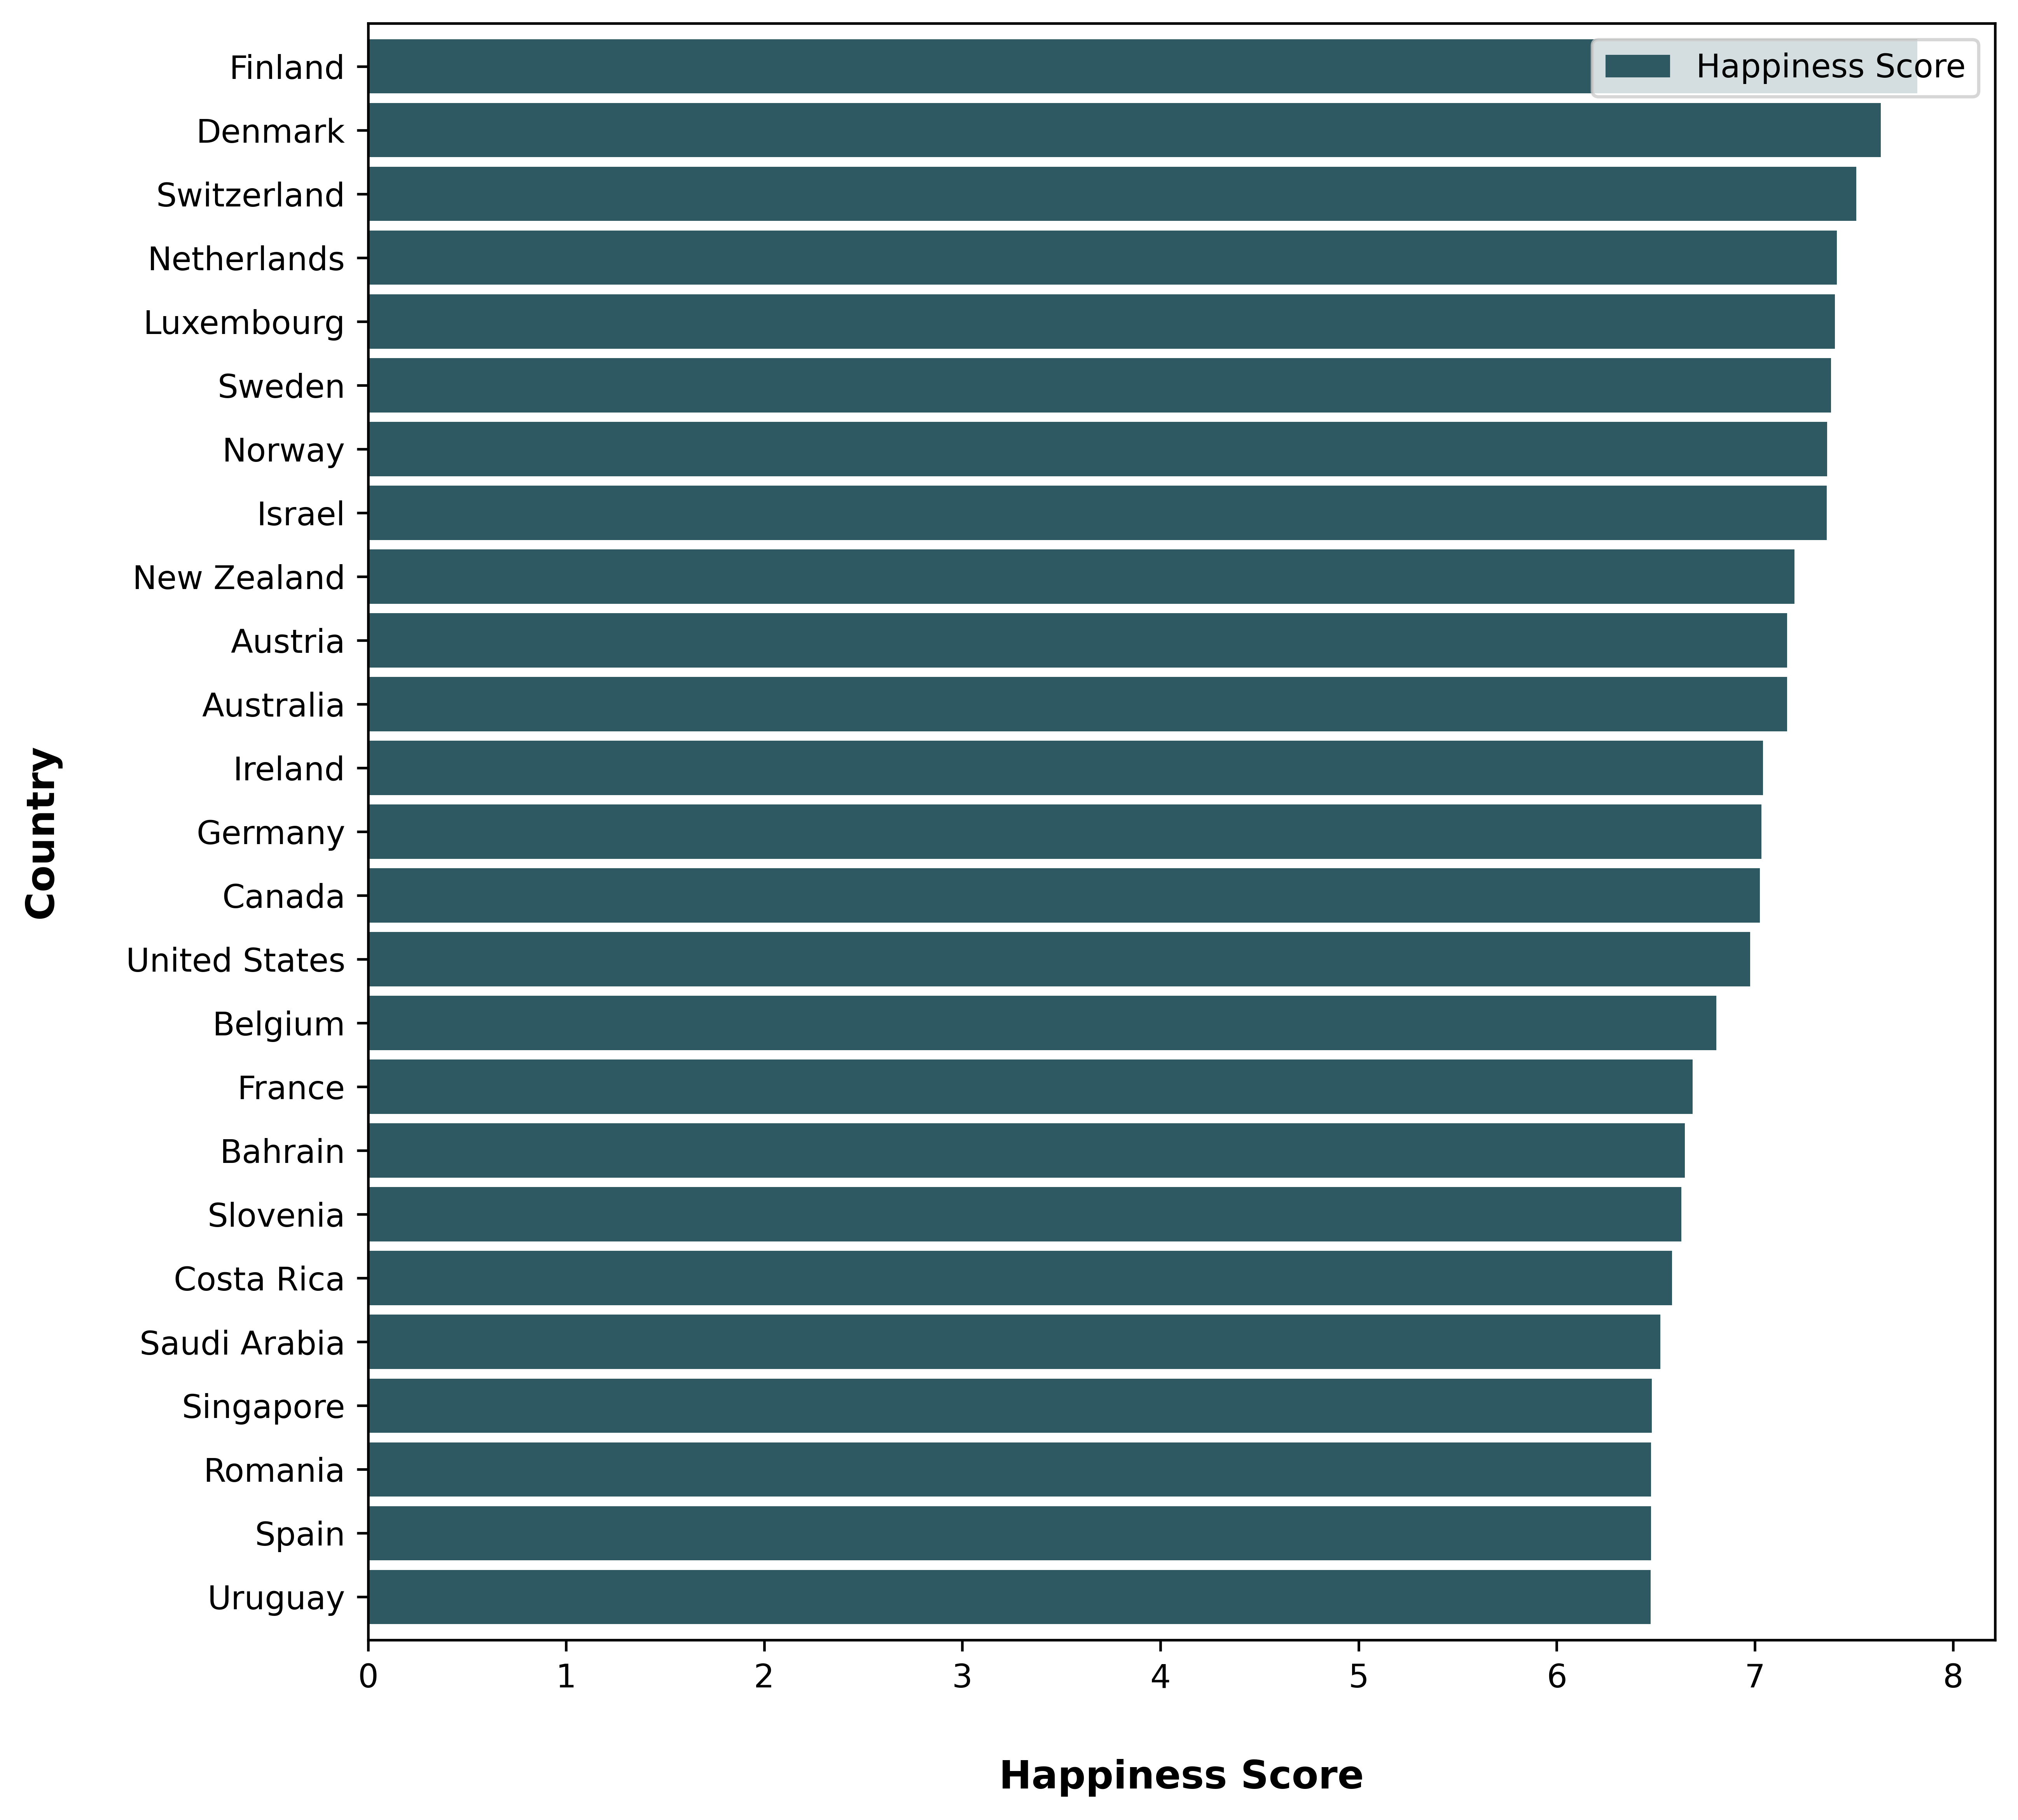 Happiness Score
Finland
Denmark
Switzerland
Netherlands
Luxembourg
Sweden
Norway
Israel
New Zealand
Austria
Australia
Ireland
Germany
Canada
United States
Belgium
France
Bahrain
Slovenia
Costa Rica
Saudi Arabia
Singapore
Romania
Spain
Uruguay
Country
0 1 2 3 4 5 6 7 8
Happiness Score